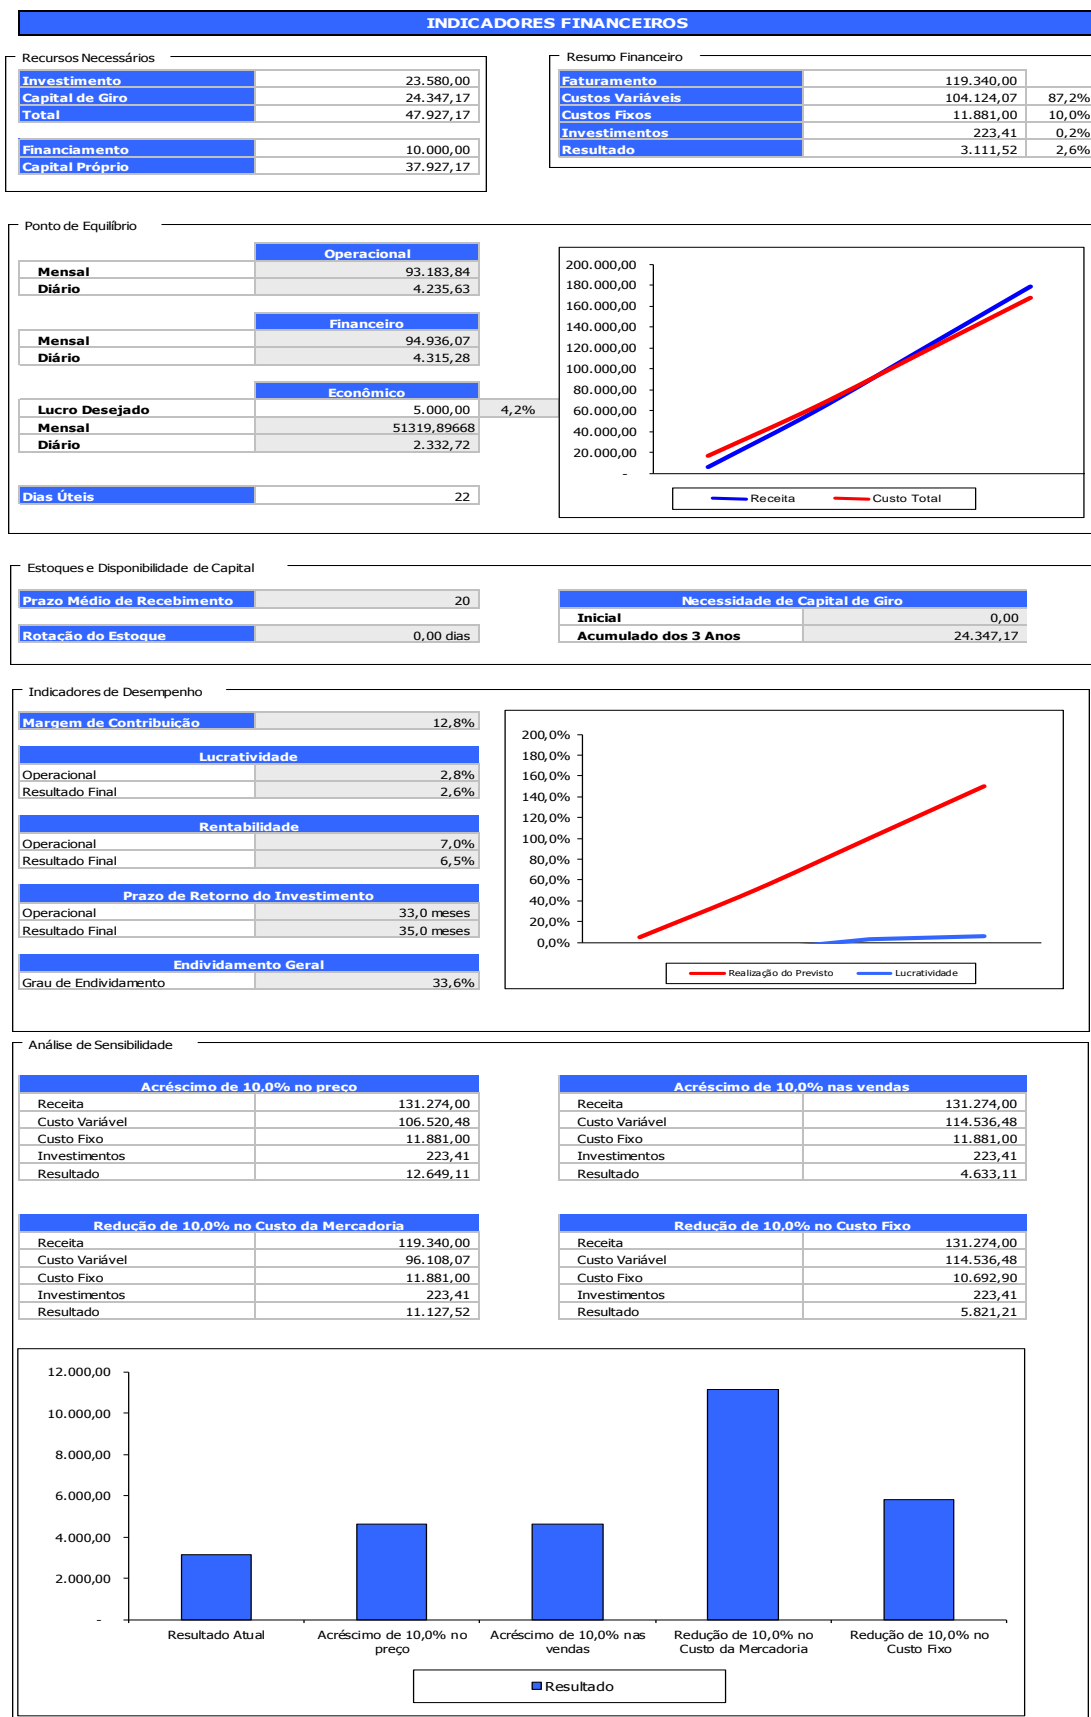 INDICADORES FINANCEIROS
Recursos Necessários
Investimento 23.580,00
Capital de Giro 24.347,17
Total 47.927,17
Financiamento 10.000,00
Capital Próprio 37.927,17
Resumo Financeiro
Faturamento 119.340,00
Custos Variáveis 104.124,07 87,2%
Custos Fixos 11.881,00 10,0%
Investimentos 223,41 0,2%
Resultado 3.111,52 2,6%
Ponto de Equilíbrio
Operacional
Mensal 93.183,84
Diário 4.235,63
Financeiro
Mensal 94.936,07
Diário 4.315,28
Econômico
Lucro Desejado 5.000,00 4,2%
Mensal 51319,89668
Diário 2.332,72
Dias Úteis 22
200.000,00
180.000,00
160.000,00
140.000,00
120.000,00
100.000,00
80.000,00
60.000,00
40.000,00
20.000,00
-
Receita Custo Total
Estoques e Disponibilidade de Capital
Prazo Médio de Recebimento 20
Rotação do Estoque 0,00 dias
Necessidade de Capital de Giro
Inicial 0,00
Acumulado dos 3 Anos 24.347,17
Indicadores de Desempenho
Margem de Contribuição 12,8%
Lucratividade
Operacional 2,8%
Resultado Final 2,6%
Rentabilidade
Operacional 7,0%
Resultado Final 6,5%
Prazo de Retorno do Investimento
Operacional 33,0 meses
Resultado Final 35,0 meses
Endividamento Geral
Grau de Endividamento 33,6%
200,0%
180,0%
160,0%
140,0%
120,0%
100,0%
80,0%
60,0%
40,0%
20,0%
0,0%
Realização do Previsto Lucratividade
Análise de Sensibilidade
Acréscimo de 10,0% no preço
Receita 131.274,00
Custo Variável 106.520,48
Custo Fixo 11.881,00
Investimentos 223,41
Resultado 12.649,11
Acréscimo de 10,0% nas vendas
Receita 131.274,00
Custo Variável 114.536,48
Custo Fixo 11.881,00
Investimentos 223,41
Resultado 4.633,11
Redução de 10,0% no Custo da Mercadoria
Receita 119.340,00
Custo Variável 96.108,07
Custo Fixo 11.881,00
Investimentos 223,41
Resultado 11.127,52
Redução de 10,0% no Custo Fixo
Receita 131.274,00
Custo Variável 114.536,48
Custo Fixo 10.692,90
Investimentos 223,41
Resultado 5.821,21
12.000,00
10.000,00
8.000,00
6.000,00
4.000,00
2.000,00
-
Resultado Atual
Acréscimo de 10,0% no
preço
Acréscimo de 10,0% nas
vendas
Redução de 10,0% no
Custo da Mercadoria
Redução de 10,0% no
Custo Fixo
Resultado